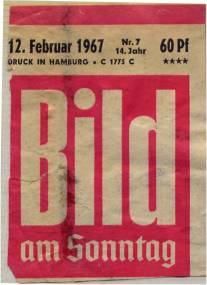 12. Februar 1967 Nr. 7 14. Jahr 60 Pf
DRUCK IN HAMBURG • C 1775 C ★★★★
Bild
am Sonntag